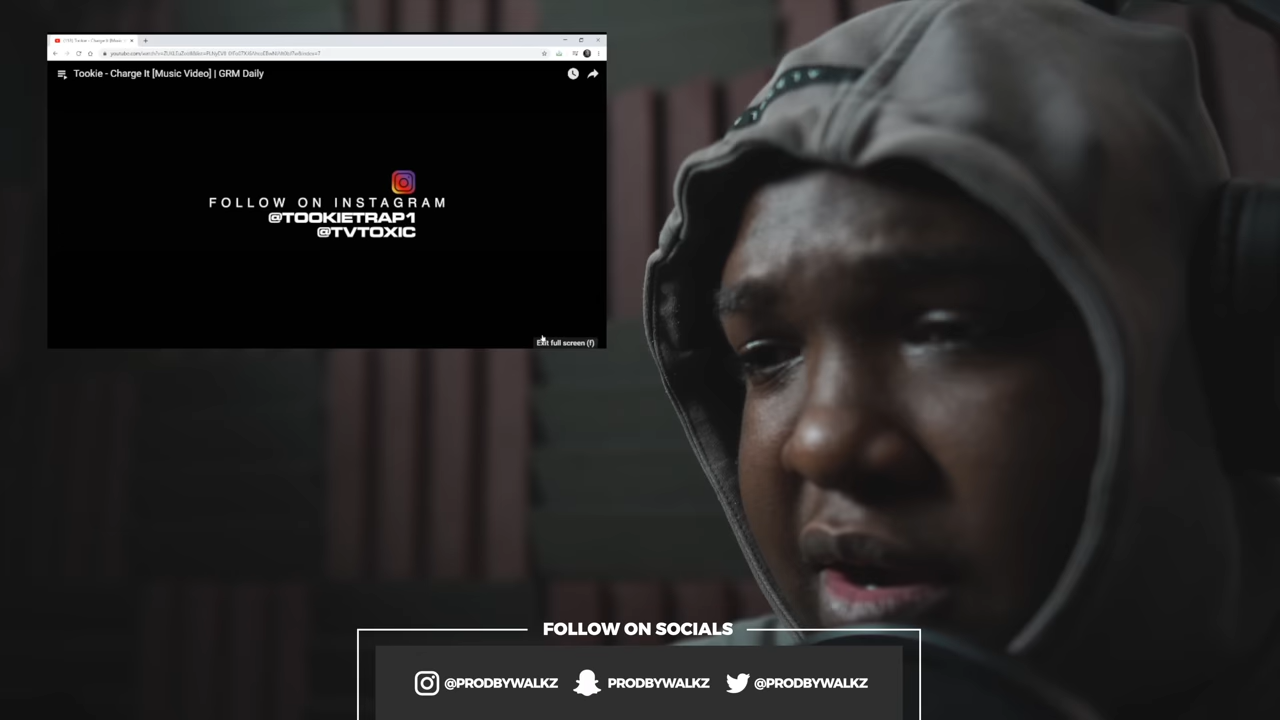 Tookie - Charge It [Music Video] | GRM Daily
FOLLOW ON INSTAGRAM
@TOOKIETRAP1
@TVTOXIC
Exit full screen (f)
FOLLOW ON SOCIALS
@PRODBYWALKZ PRODBYWALKZ @PRODBYWALKZ